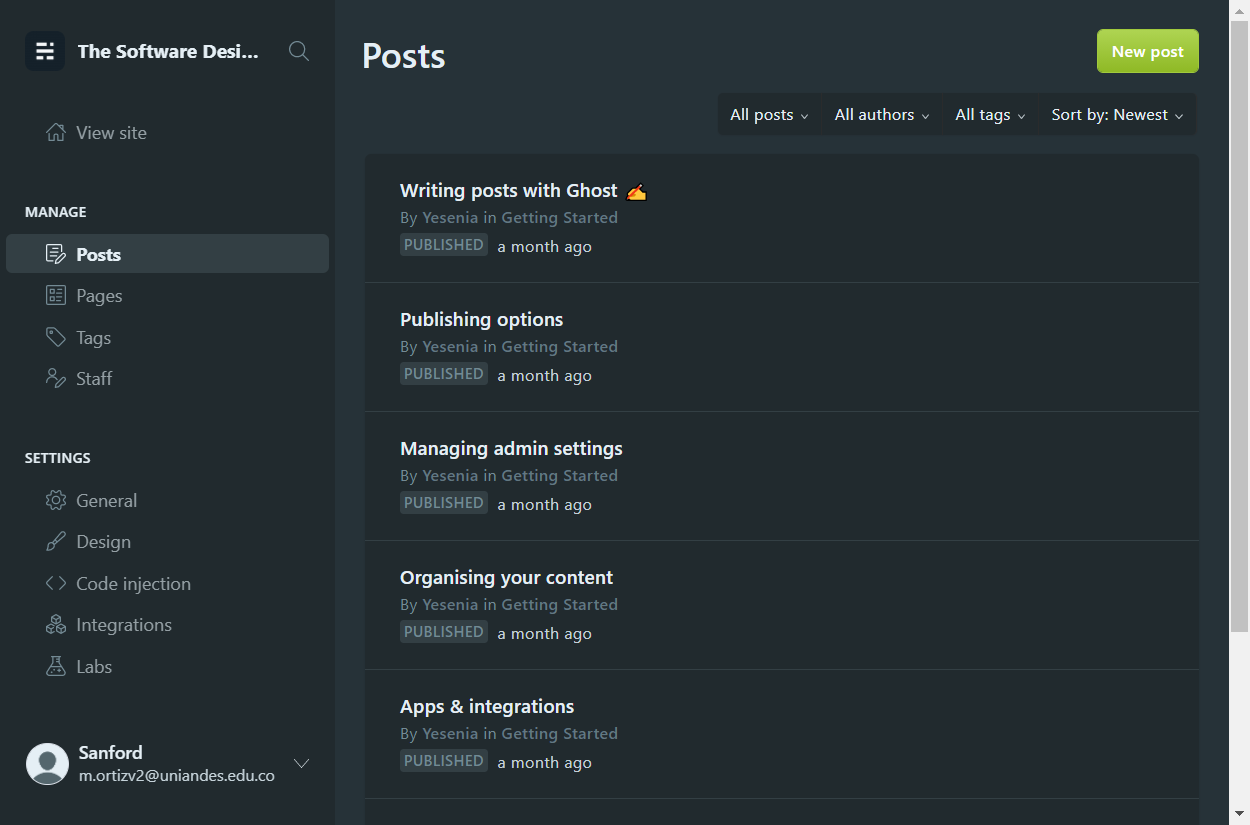 The Software Desi...
View site
MANAGE
Posts
Pages
Tags
Staff
SETTINGS
General
Design
Code injection
Integrations
Labs
Sanford
m.ortizv2@uniandes.edu.co
Posts
New post
All posts All authors All tags Sort by: Newest
Writing posts with Ghost ✍️
By Yesenia in Getting Started
PUBLISHED a month ago
Publishing options
By Yesenia in Getting Started
PUBLISHED a month ago
Managing admin settings
By Yesenia in Getting Started
PUBLISHED a month ago
Organising your content
By Yesenia in Getting Started
PUBLISHED a month ago
Apps & integrations
By Yesenia in Getting Started
PUBLISHED a month ago